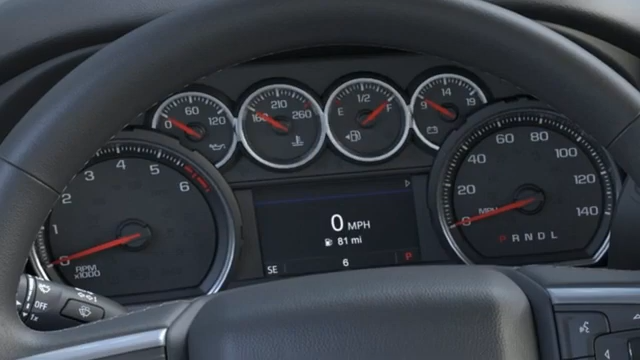 0 60 120
160 210 260
E 1/2 F
9 14 19
1 2 3 4 5 6
RPM
x1000
0 MPH
81 mi
SE 6 P
0 20 40 60 80 100 120 140
MPH
P R N D L
OFF
1x